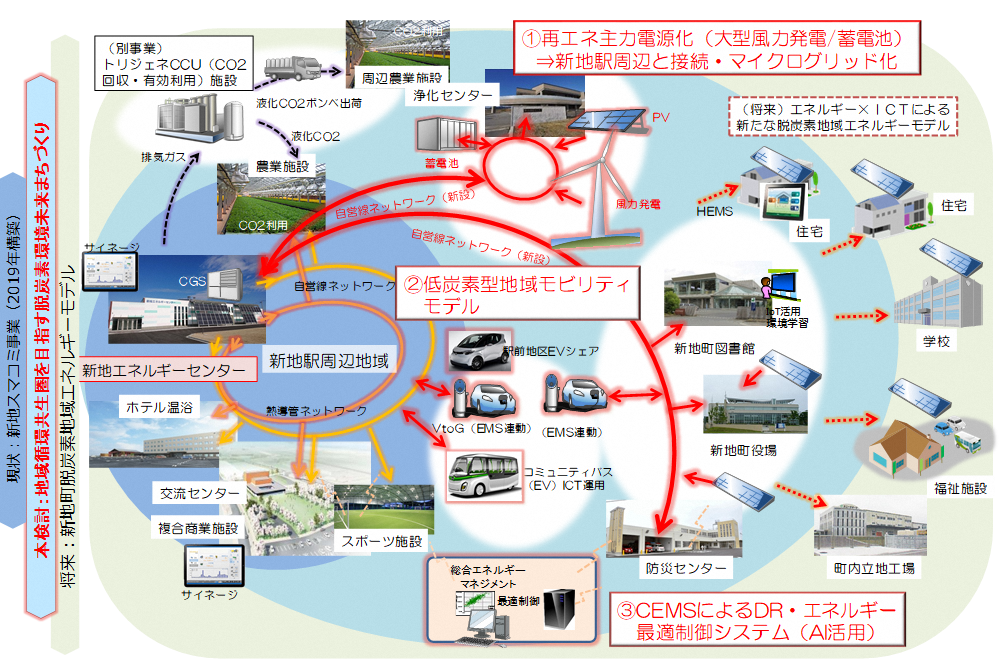 現状：新地スマコミ事業（2019年構築）
本検討：地域循環共生圏を目指す脱炭素環境未来まちづくり
将来：新地町脱炭素地域エネルギーモデル
（別事業）
トリジェネCCU（CO2
回収・有効利用）施設
CO2利用
周辺農業施設
液化CO2ボンベ出荷
液化CO2
排気ガス
農業施設
CO2利用
①再エネ主力電源化（大型風力発電/蓄電池）
⇒新地駅周辺と接続・マイクログリッド化
浄化センター
蓄電池
PV
風力発電
（将来）エネルギー×ＩＣＴによる
新たな脱炭素地域エネルギーモデル
HEMS
住宅
住宅
自営線ネットワーク（新設）
自営線ネットワーク（新設）
サイネージ
CGS
自営線ネットワーク
②低炭素型地域モビリティ
モデル
IoT活用
環境学習
新地町図書館
学校
新地エネルギーセンター
新地駅周辺地域
駅前地区EVシェア
VtoG（EMS連動）
（EMS連動）
ホテル温浴
熱導管ネットワーク
新地町役場
コミュニティバス
（EV）ICT運用
福祉施設
交流センター
複合商業施設
スポーツ施設
サイネージ
防災センター
町内立地工場
総合エネルギー
マネジメント
最適制御
③CEMSによるDR・エネルギー
最適制御システム（AI活用）